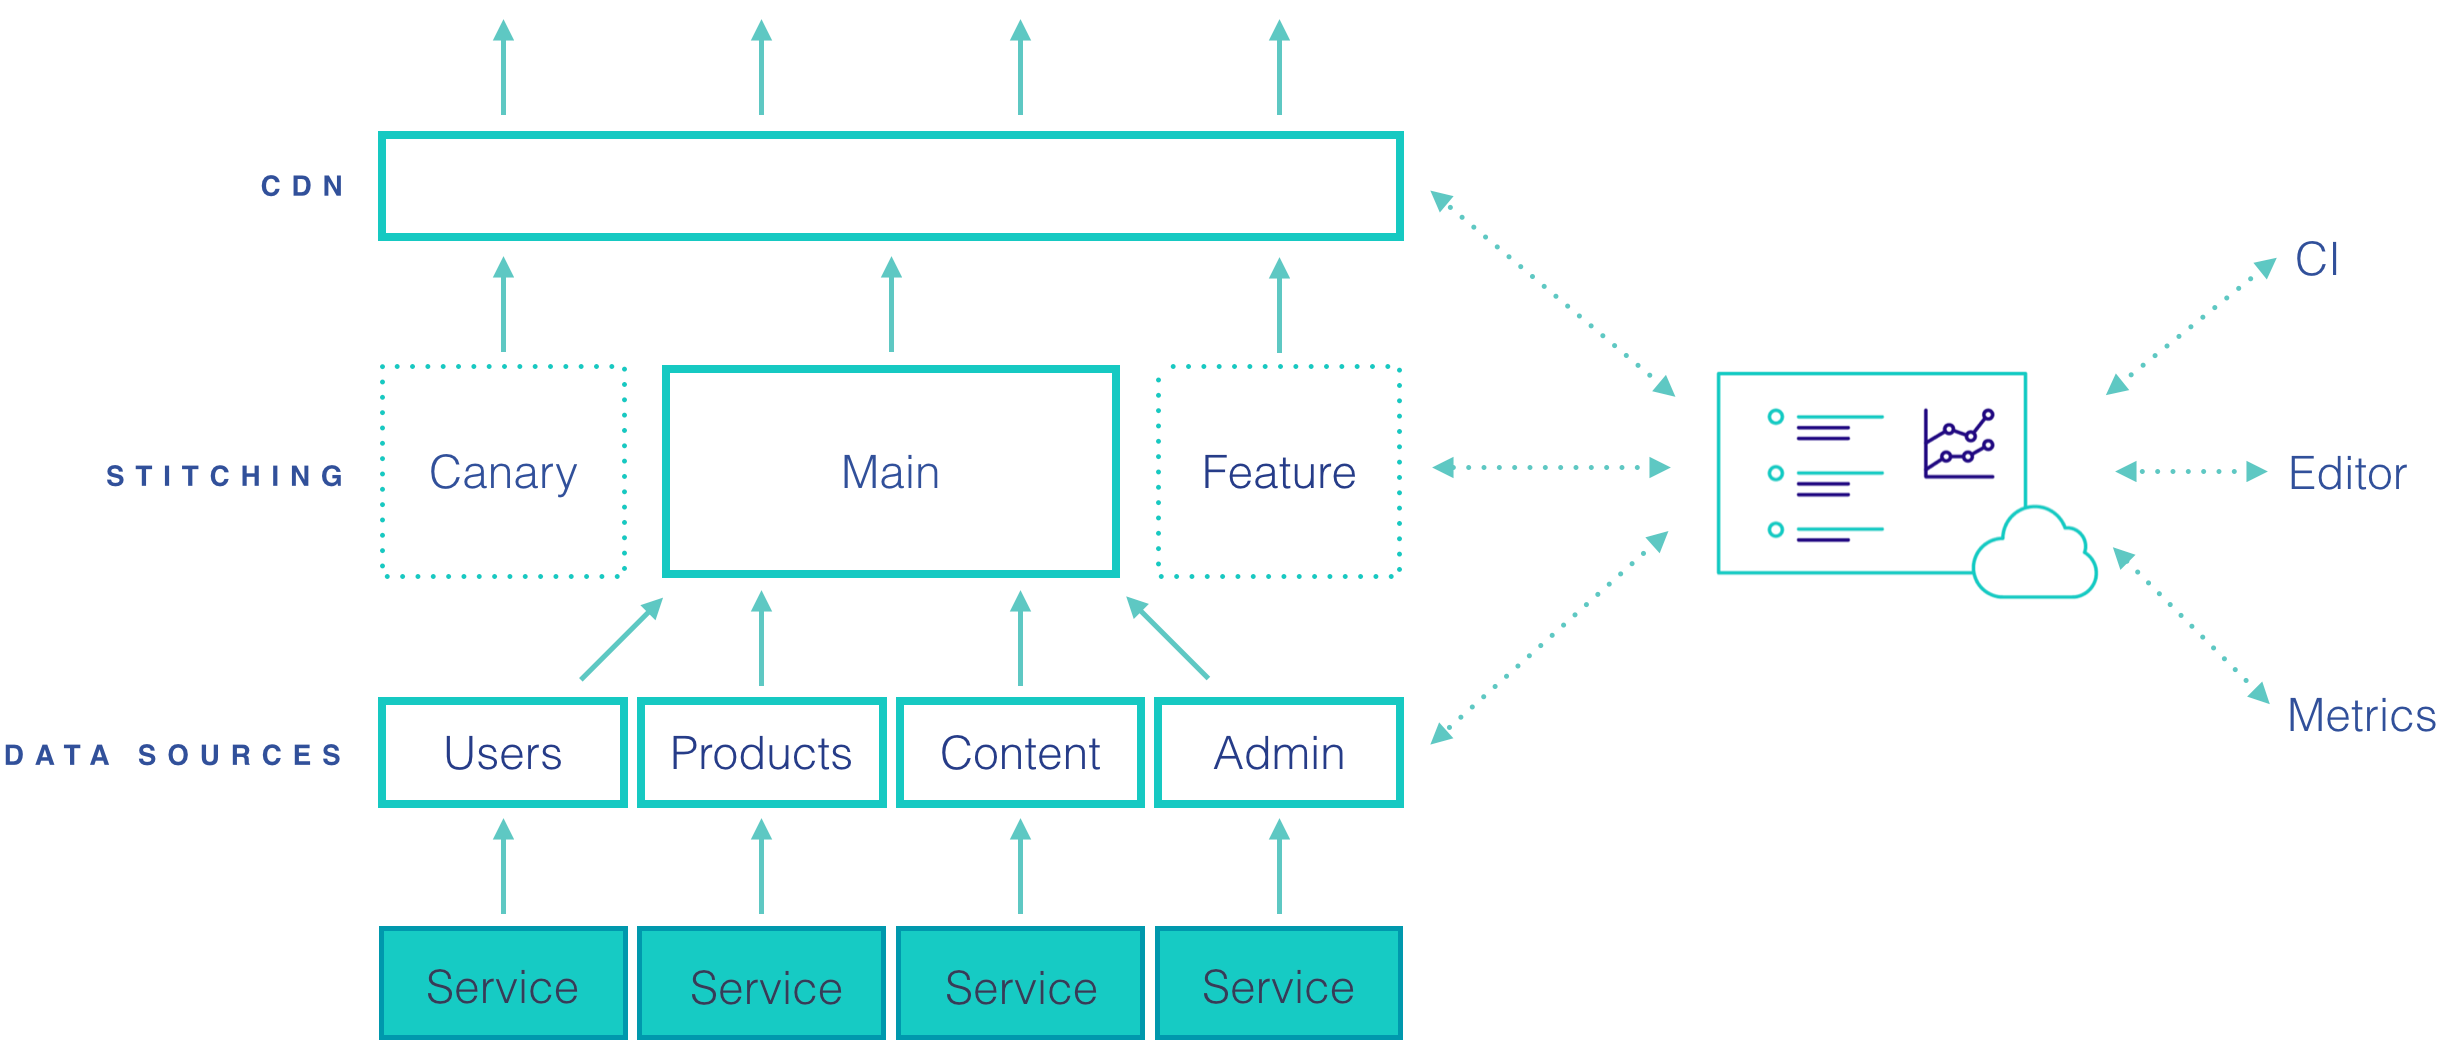 CDN
CI
STITCHING
Canary
Main
Feature
Editor
DATA SOURCES
Users
Products
Content
Admin
Metrics
Service
Service
Service
Service